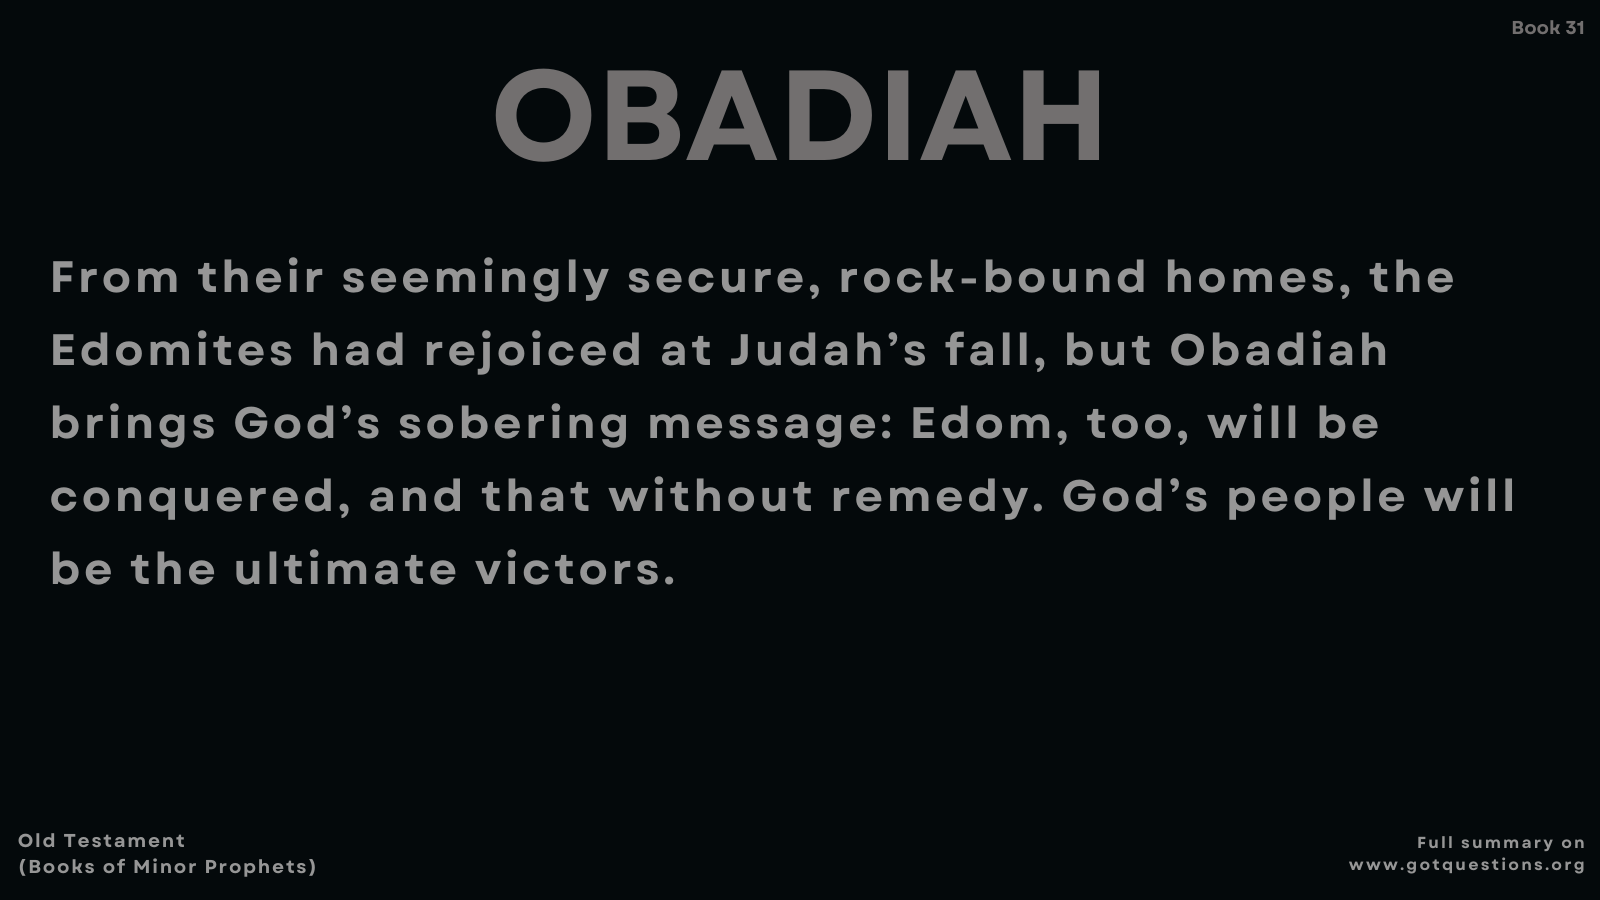 Book 31
OBADIAH
From their seemingly secure, rock-bound homes, the
Edomites had rejoiced at Judah’s fall, but Obadiah
brings God’s sobering message: Edom, too, will be
conquered, and that without remedy. God’s people will
be the ultimate victors.
Old Testament
(Books of Minor Prophets)
Full summary on
www.gotquestions.org